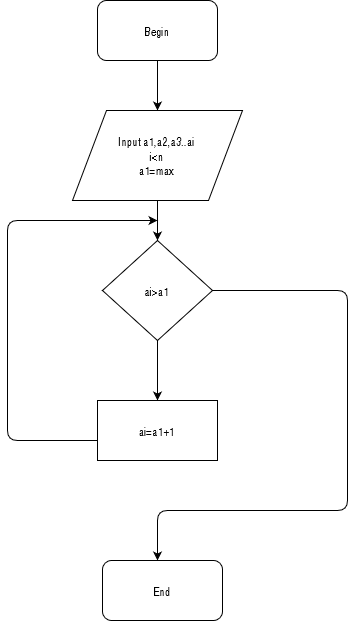 Begin
Input a1,a2,a3..ai
i<n
a1=max
ai>a1
ai=a1+1
End